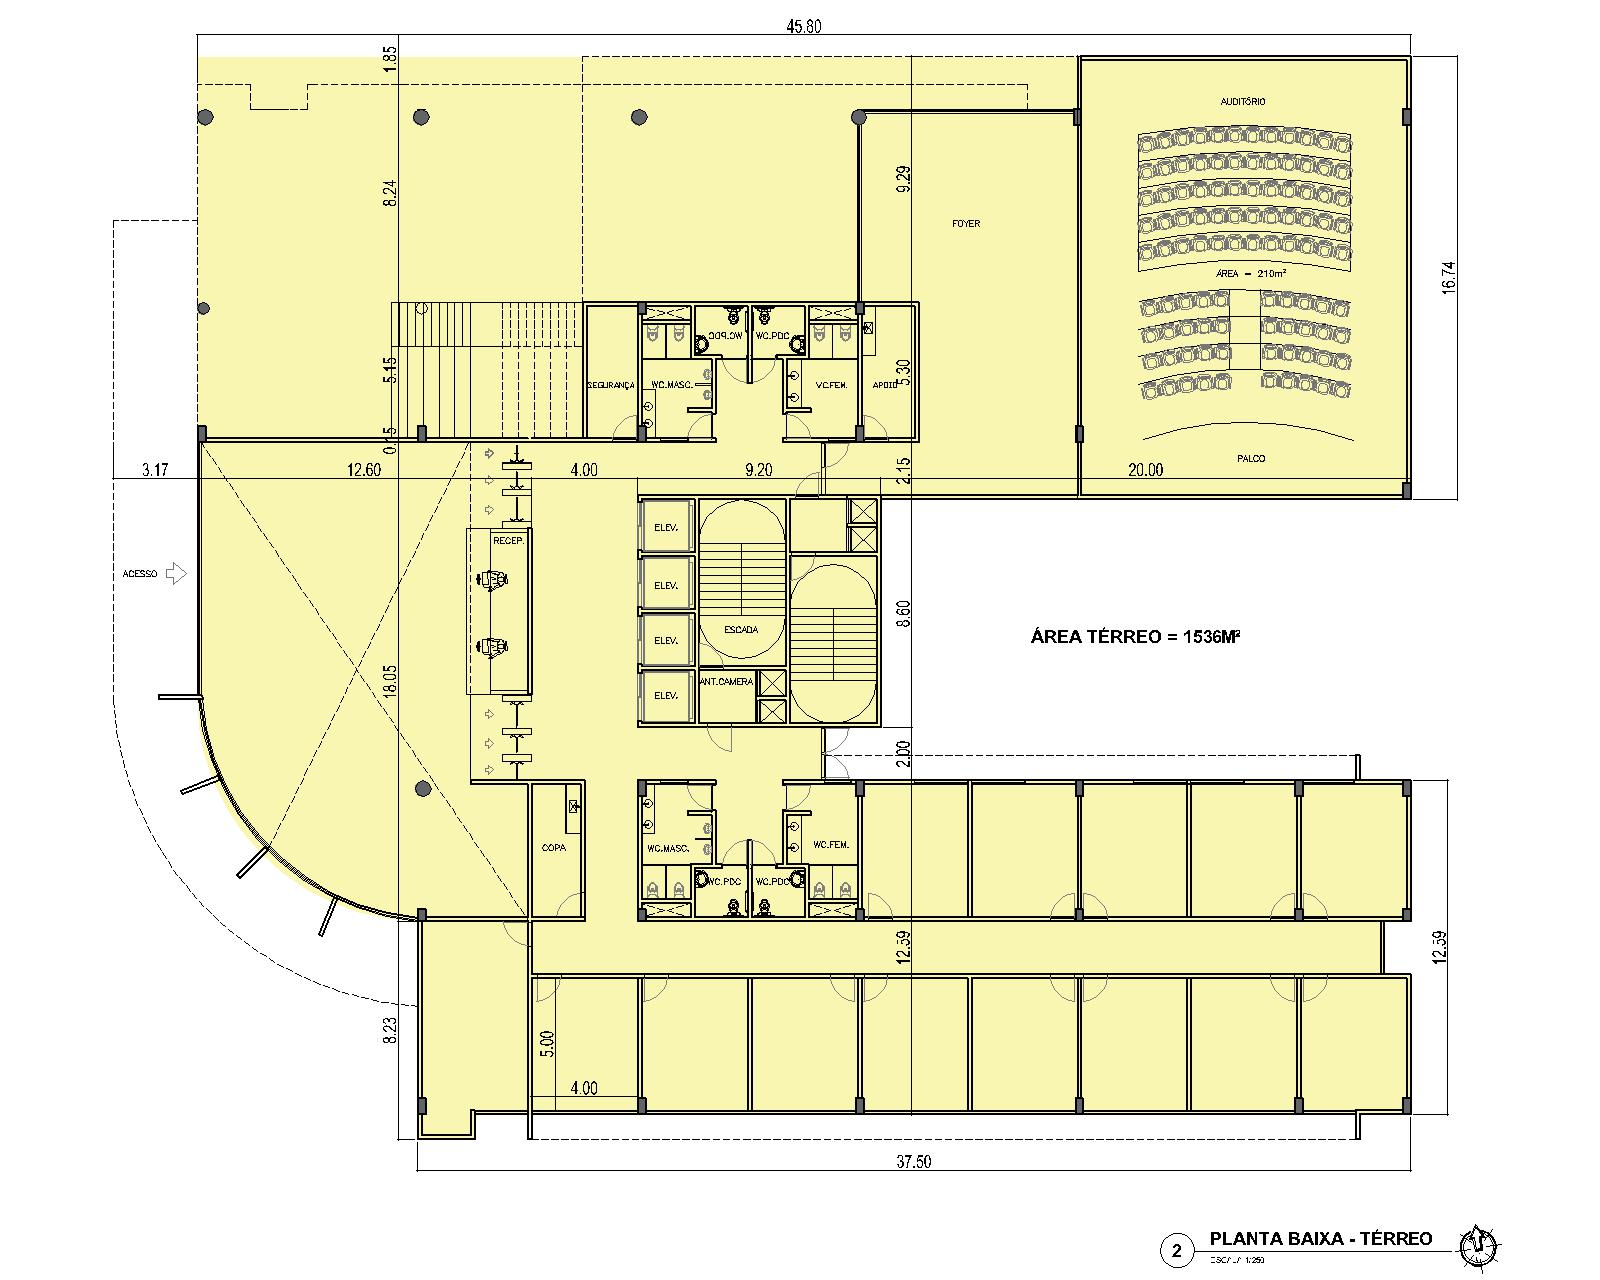 45.80
1.85
AUDITÓRIO
8.24
9.29
FOYER
ÁREA = 210m²
16.74
WC.PDC
WC.PDC
5.15
SEGURANÇA
WC.MASC.
VC.FEM.
APOIO
5.30
0.15
3.17
12.60
4.00
9.20
2.15
20.00
PALCO
ELEV.
RECEP.
ACESSO
ELEV.
8.60
ELEV.
ESCADA
ÁREA TÉRREO = 1536M²
18.05
ELEV.
ANT.CAMERA
2.00
COPA
WC.MASC.
WC.FEM.
WC.PDC
WC.PDC
12.59
12.59
8.23
5.00
4.00
37.50
2
PLANTA BAIXA - TÉRREO
1/250